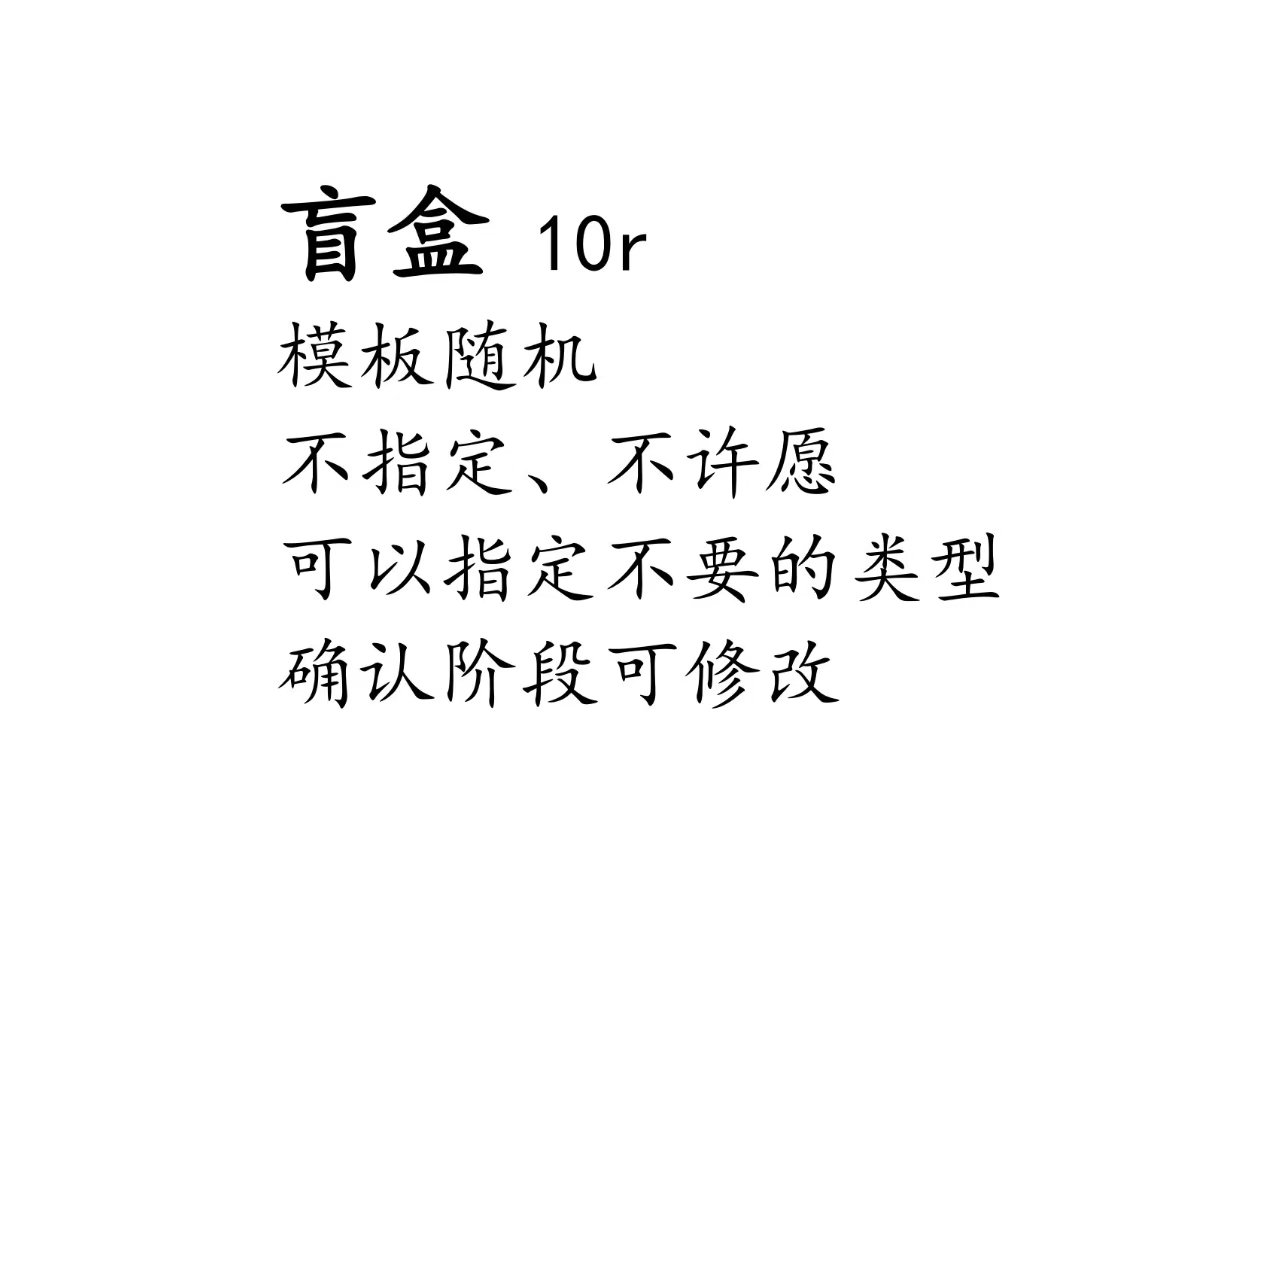 盲盒 10r
模板随机
不指定、不许愿
可以指定不要的类型
确认阶段可修改